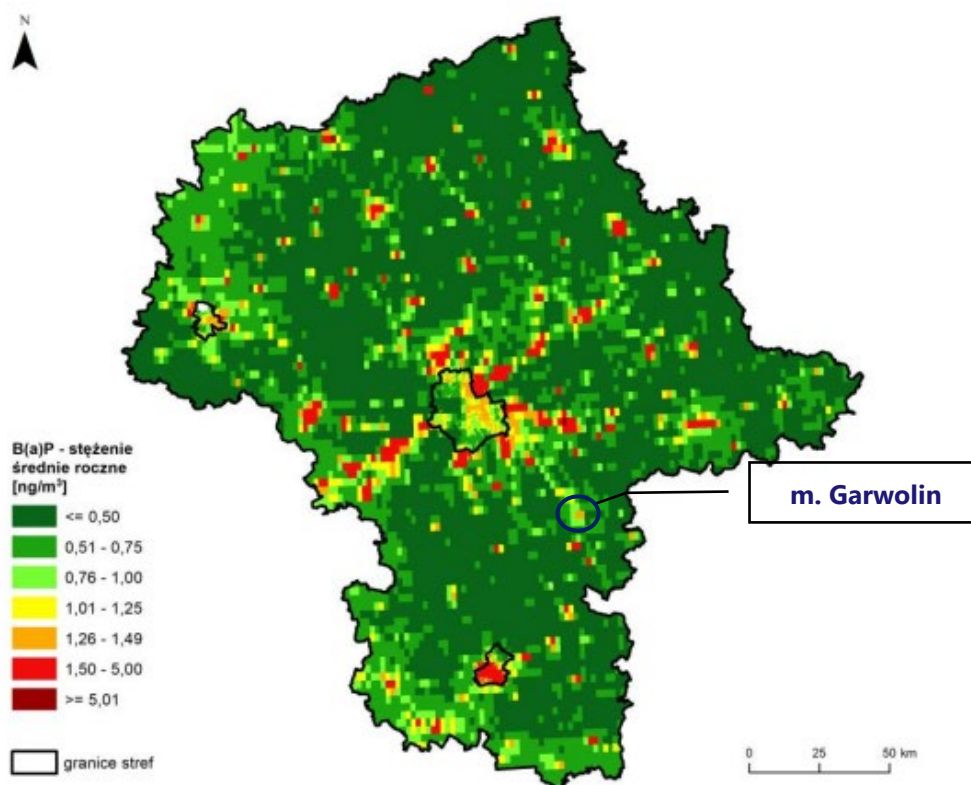 N
B(a)P - stężenie
średnie roczne
[ng/m³]
<= 0,50
0,51 - 0,75
0,76 - 1,00
1,01 - 1,25
1,26 - 1,49
1,50 - 5,00
>= 5,01
granice stref
m. Garwolin
0 25 50 km